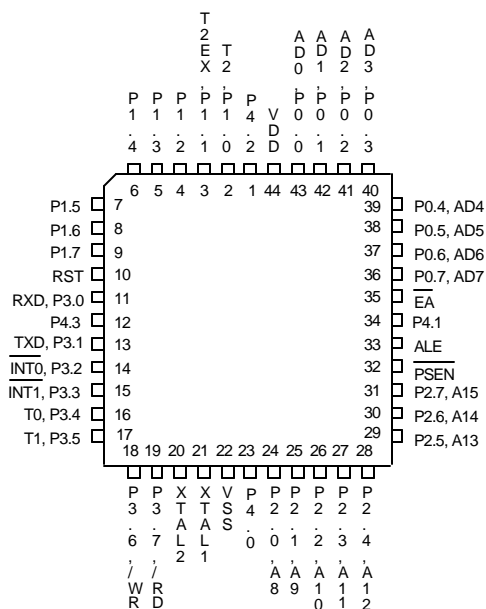 T2EX, P1.1
T2, P1.0
AD0, P0.0
AD1, P0.1
AD2, P0.2
AD3, P0.3
P1.4
P1.3
P1.2
P4.2
VDD
6 5 4 3 2 1 44 43 42 41 40
P1.5 7
P1.6 8
P1.7 9
RST 10
RXD, P3.0 11
P4.3 12
TXD, P3.1 13
INT0, P3.2 14
INT1, P3.3 15
T0, P3.4 16
T1, P3.5 17
39 P0.4, AD4
38 P0.5, AD5
37 P0.6, AD6
36 P0.7, AD7
35 EA
34 P4.1
33 ALE
32 PSEN
31 P2.7, A15
30 P2.6, A14
29 P2.5, A13
18 19 20 21 22 23 24 25 26 27 28
P3.6, /WR
P3.7, /RD
XTAL2
XTAL1
VSS
P4.0
P2.0, A8
P2.1, A9
P2.2, A10
P2.3, A11
P2.4, A12